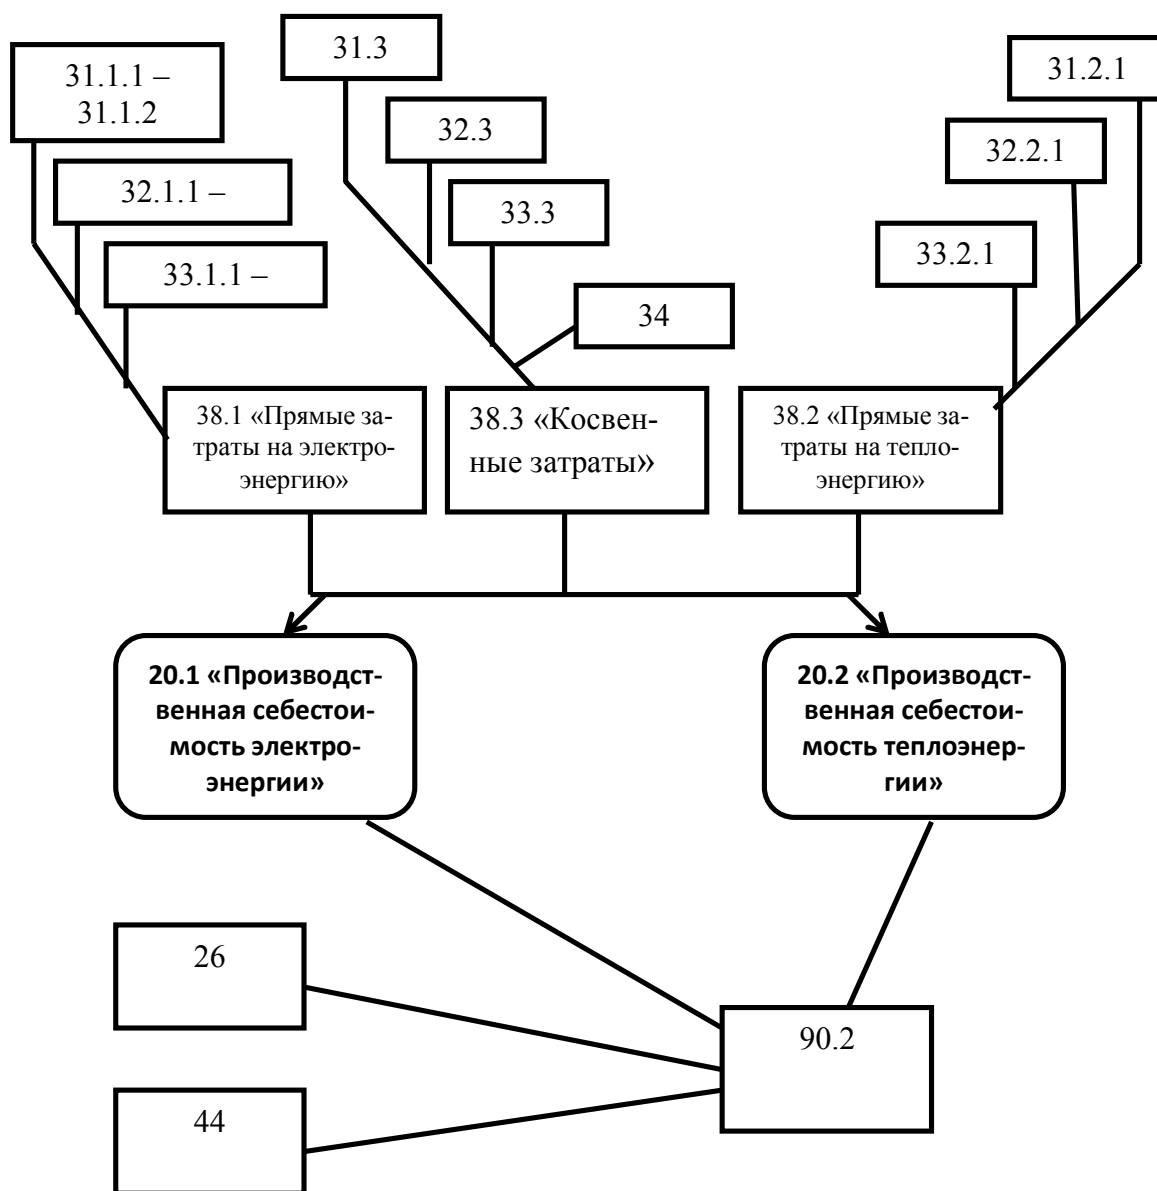 31.1.1 –
31.1.2
31.3
31.2.1
32.3
32.2.1
32.1.1 –
33.3
33.2.1
33.1.1 –
34
38.1 «Прямые за-
траты на электро-
энергию»
38.3 «Косвен-
ные затраты»
38.2 «Прямые за-
траты на тепло-
энергию»
20.1 «Производст-
венная себестои-
мость электро-
энергии»
20.2 «Производст-
венная себестои-
мость теплоэнер-
гии»
26
90.2
44